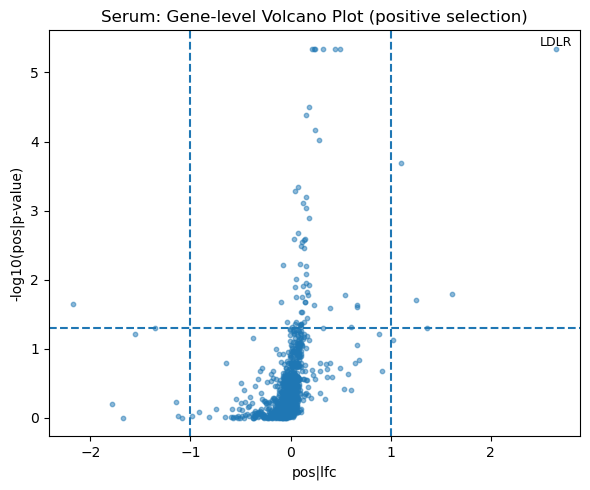 Serum: Gene-level Volcano Plot (positive selection)
LDLR
5
4
3
2
1
0
-log10(pos|p-value)
−2
−1
0
1
2
pos|lfc